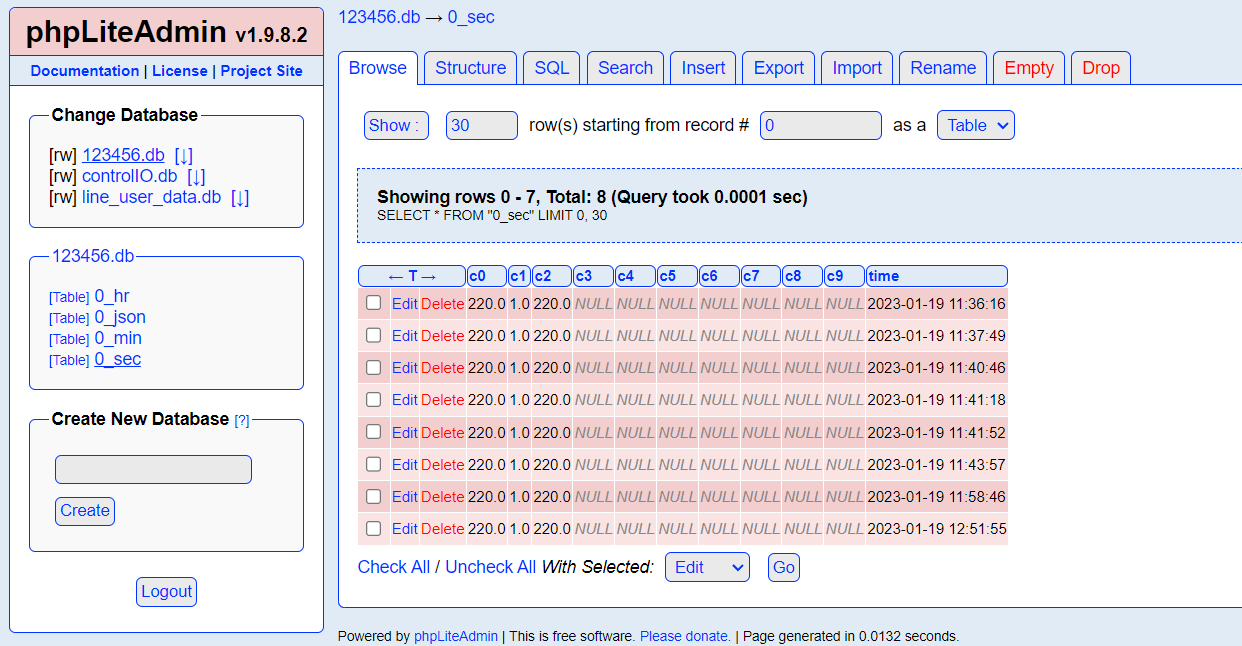 phpLiteAdmin v1.9.8.2
Documentation | License | Project Site
Change Database
[rw] 123456.db [↓]
[rw] controlIO.db [↓]
[rw] line_user_data.db [↓]
123456.db
[Table] 0_hr
[Table] 0_json
[Table] 0_min
[Table] 0_sec
Create New Database [?]
Create
Logout
123456.db → 0_sec
Browse Structure SQL Search Insert Export Import Rename Empty Drop
Show : 30 row(s) starting from record # 0 as a Table
Showing rows 0 - 7, Total: 8 (Query took 0.0001 sec)
SELECT * FROM "0_sec" LIMIT 0, 30
← T → c0 c1 c2 c3 c4 c5 c6 c7 c8 c9 time
Edit Delete 220.0 1.0 220.0 NULL NULL NULL NULL NULL NULL NULL 2023-01-19 11:36:16
Edit Delete 220.0 1.0 220.0 NULL NULL NULL NULL NULL NULL NULL 2023-01-19 11:37:49
Edit Delete 220.0 1.0 220.0 NULL NULL NULL NULL NULL NULL NULL 2023-01-19 11:40:46
Edit Delete 220.0 1.0 220.0 NULL NULL NULL NULL NULL NULL NULL 2023-01-19 11:41:18
Edit Delete 220.0 1.0 220.0 NULL NULL NULL NULL NULL NULL NULL 2023-01-19 11:41:52
Edit Delete 220.0 1.0 220.0 NULL NULL NULL NULL NULL NULL NULL 2023-01-19 11:43:57
Edit Delete 220.0 1.0 220.0 NULL NULL NULL NULL NULL NULL NULL 2023-01-19 11:58:46
Edit Delete 220.0 1.0 220.0 NULL NULL NULL NULL NULL NULL NULL 2023-01-19 12:51:55
Check All / Uncheck All With Selected: Edit Go
Powered by phpLiteAdmin | This is free software. Please donate. | Page generated in 0.0132 seconds.